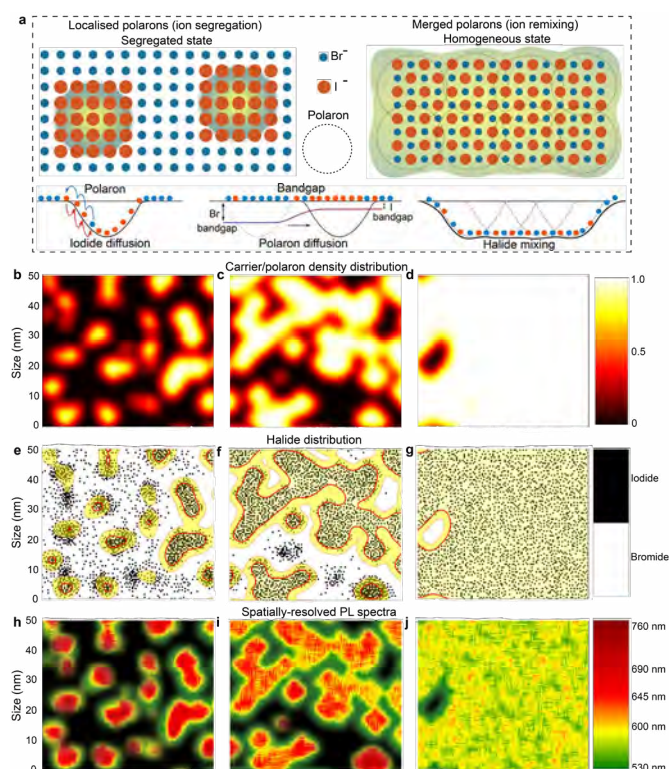 a
Localised polarons (ion segregation)
Merged polarons (ion remixing)
Segregated state
Homogeneous state
Br⁻
I⁻
Polaron
Polaron
Iodide diffusion
Bandgap
Br
bandgap
I
bandgap
Polaron diffusion
Halide mixing
Carrier/polaron density distribution
b
c
d
Size (nm)
50
40
30
20
10
0
1.0
0.5
0
Halide distribution
e
f
g
Size (nm)
50
40
30
20
10
0
Iodide
Bromide
Spatially-resolved PL spectra
h
i
j
Size (nm)
50
40
30
20
10
0
760 nm
690 nm
645 nm
600 nm
530 nm